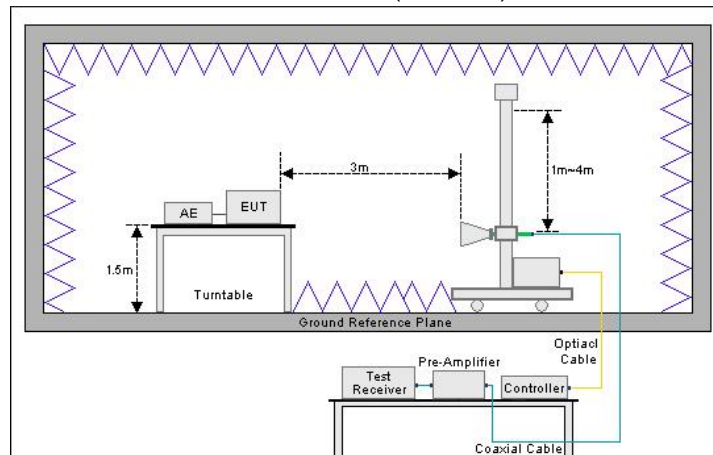 3m
1m~4m
AE
EUT
1.5m
Turntable
Ground Reference Plane
Optiacl
Cable
Pre-Amplifier
Test
Receiver
Controller
Coaxial Cable